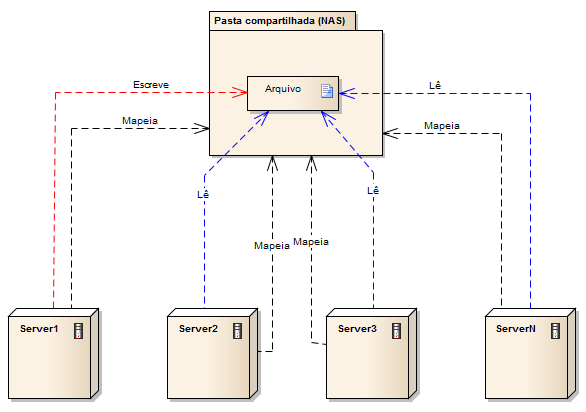 Pasta compartilhada (NAS)
Arquivo
Escreve
Lê
Mapeia
Mapeia
Lê
Lê
Mapeia
Mapeia
Server1
Server2
Server3
ServerN